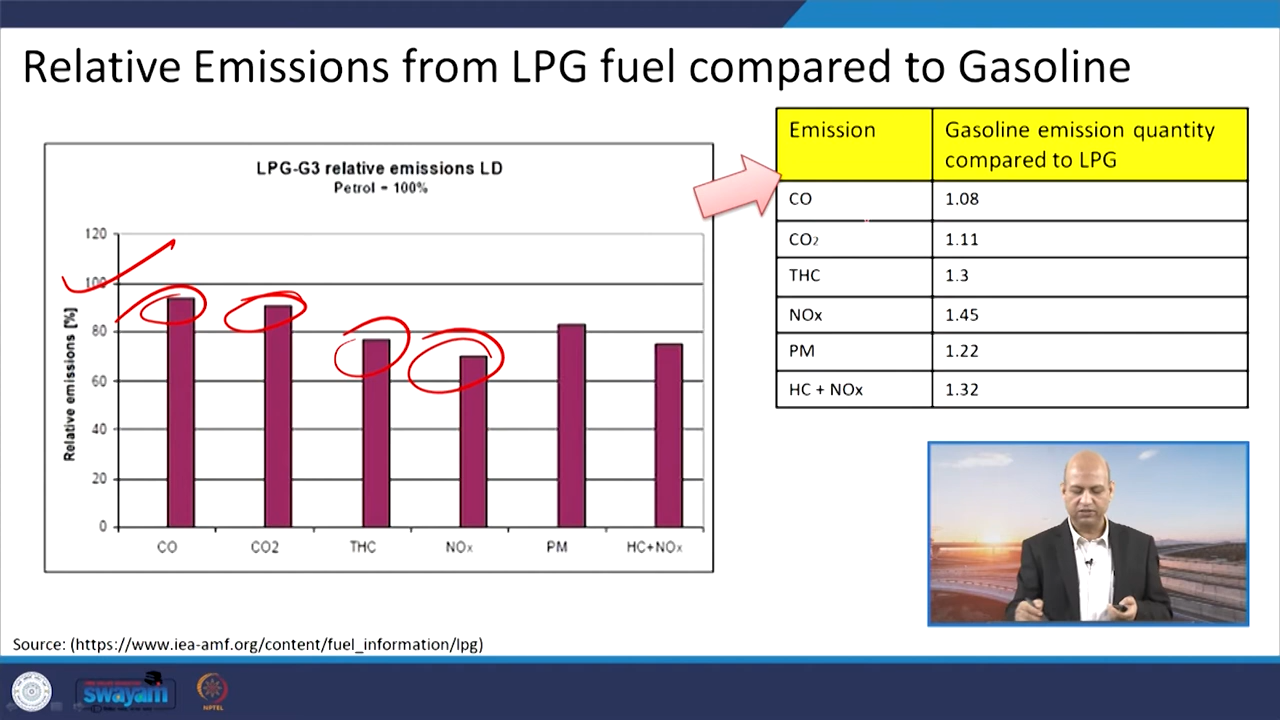 Relative Emissions from LPG fuel compared to Gasoline
LPG-G3 relative emissions LD
Petrol = 100%
Relative emissions [%]
120
100
80
60
40
20
0
CO
CO2
THC
NOx
PM
HC+NOx
Emission
Gasoline emission quantity
compared to LPG
CO
1.08
CO2
1.11
THC
1.3
NOx
1.45
PM
1.22
HC + NOx
1.32
Source: (https://www.iea-amf.org/content/fuel_information/lpg)
swayam
NPTEL